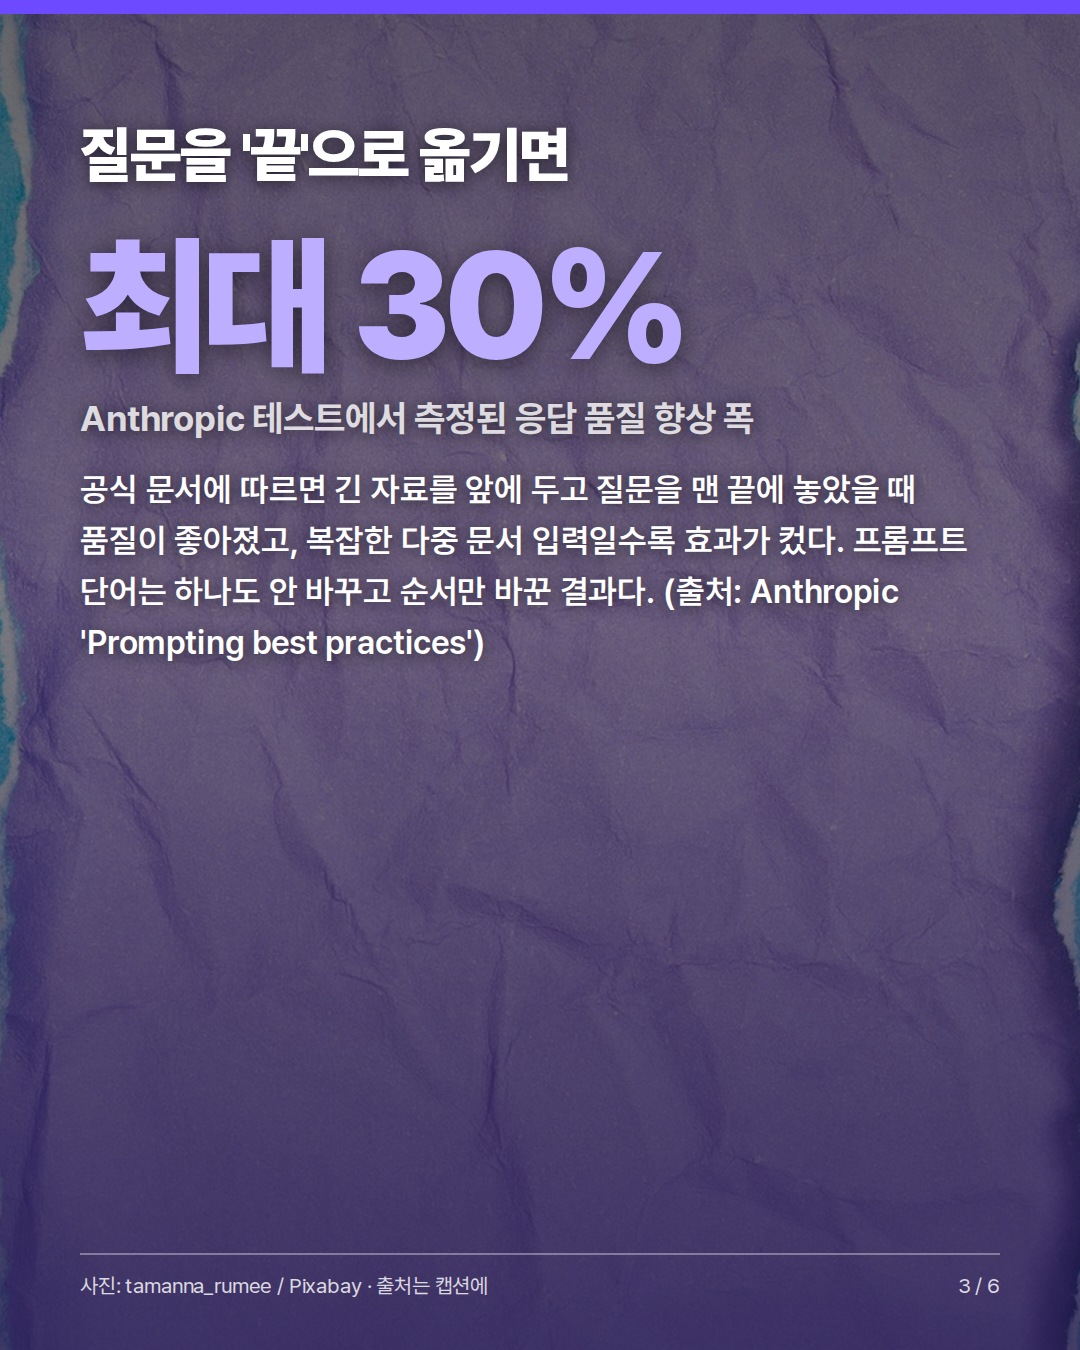 질문을 '끝'으로 옮기면
최대 30%
Anthropic 테스트에서 측정된 응답 품질 향상 폭
공식 문서에 따르면 긴 자료를 앞에 두고 질문을 맨 끝에 놓았을 때
품질이 좋아졌고, 복잡한 다중 문서 입력일수록 효과가 컸다. 프롬프트
단어는 하나도 안 바꾸고 순서만 바꾼 결과다. (출처: Anthropic
'Prompting best practices')
사진: tamanna_rumee / Pixabay · 출처는 캡션에
3 / 6